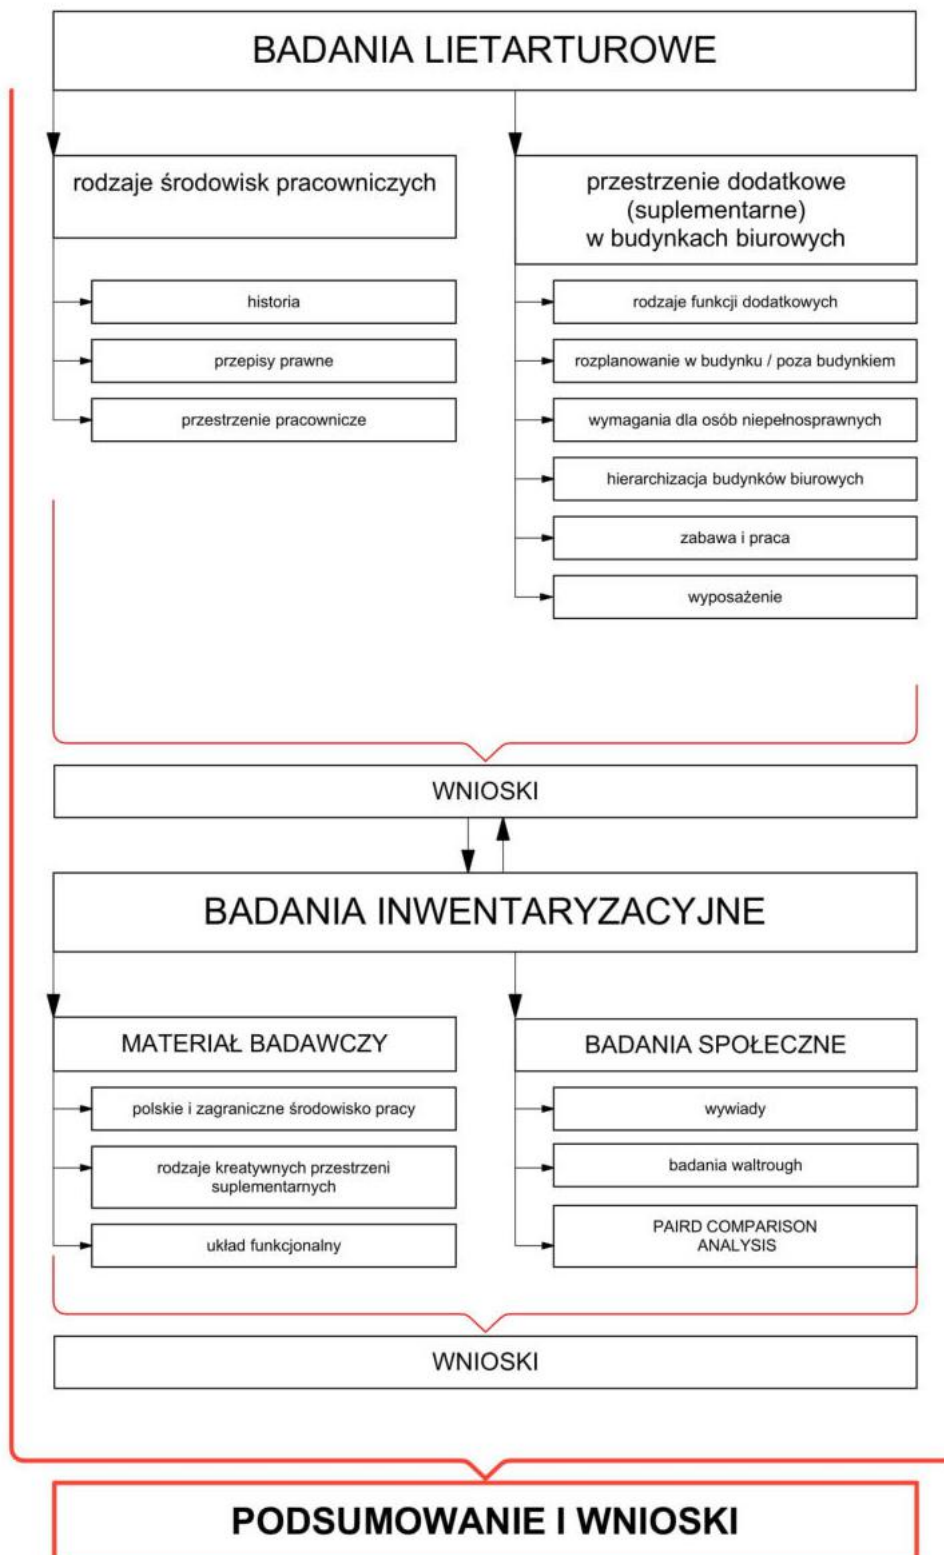 BADANIA LIETARTUROWE
rodzaje środowisk pracowniczych
historia
przepisy prawne
przestrzenie pracownicze
przestrzenie dodatkowe
(suplementarne)
w budynkach biurowych
rodzaje funkcji dodatkowych
rozplanowanie w budynku / poza budynkiem
wymagania dla osób niepełnosprawnych
hierarchizacja budynków biurowych
zabawa i praca
wyposażenie
WNIOSKI
BADANIA INWENTARYZACYJNE
MATERIAŁ BADAWCZY
polskie i zagraniczne środowisko pracy
rodzaje kreatywnych przestrzeni
suplementarnych
układ funkcjonalny
BADANIA SPOŁECZNE
wywiady
badania waltrough
PAIRD COMPARISON
ANALYSIS
WNIOSKI
PODSUMOWANIE I WNIOSKI